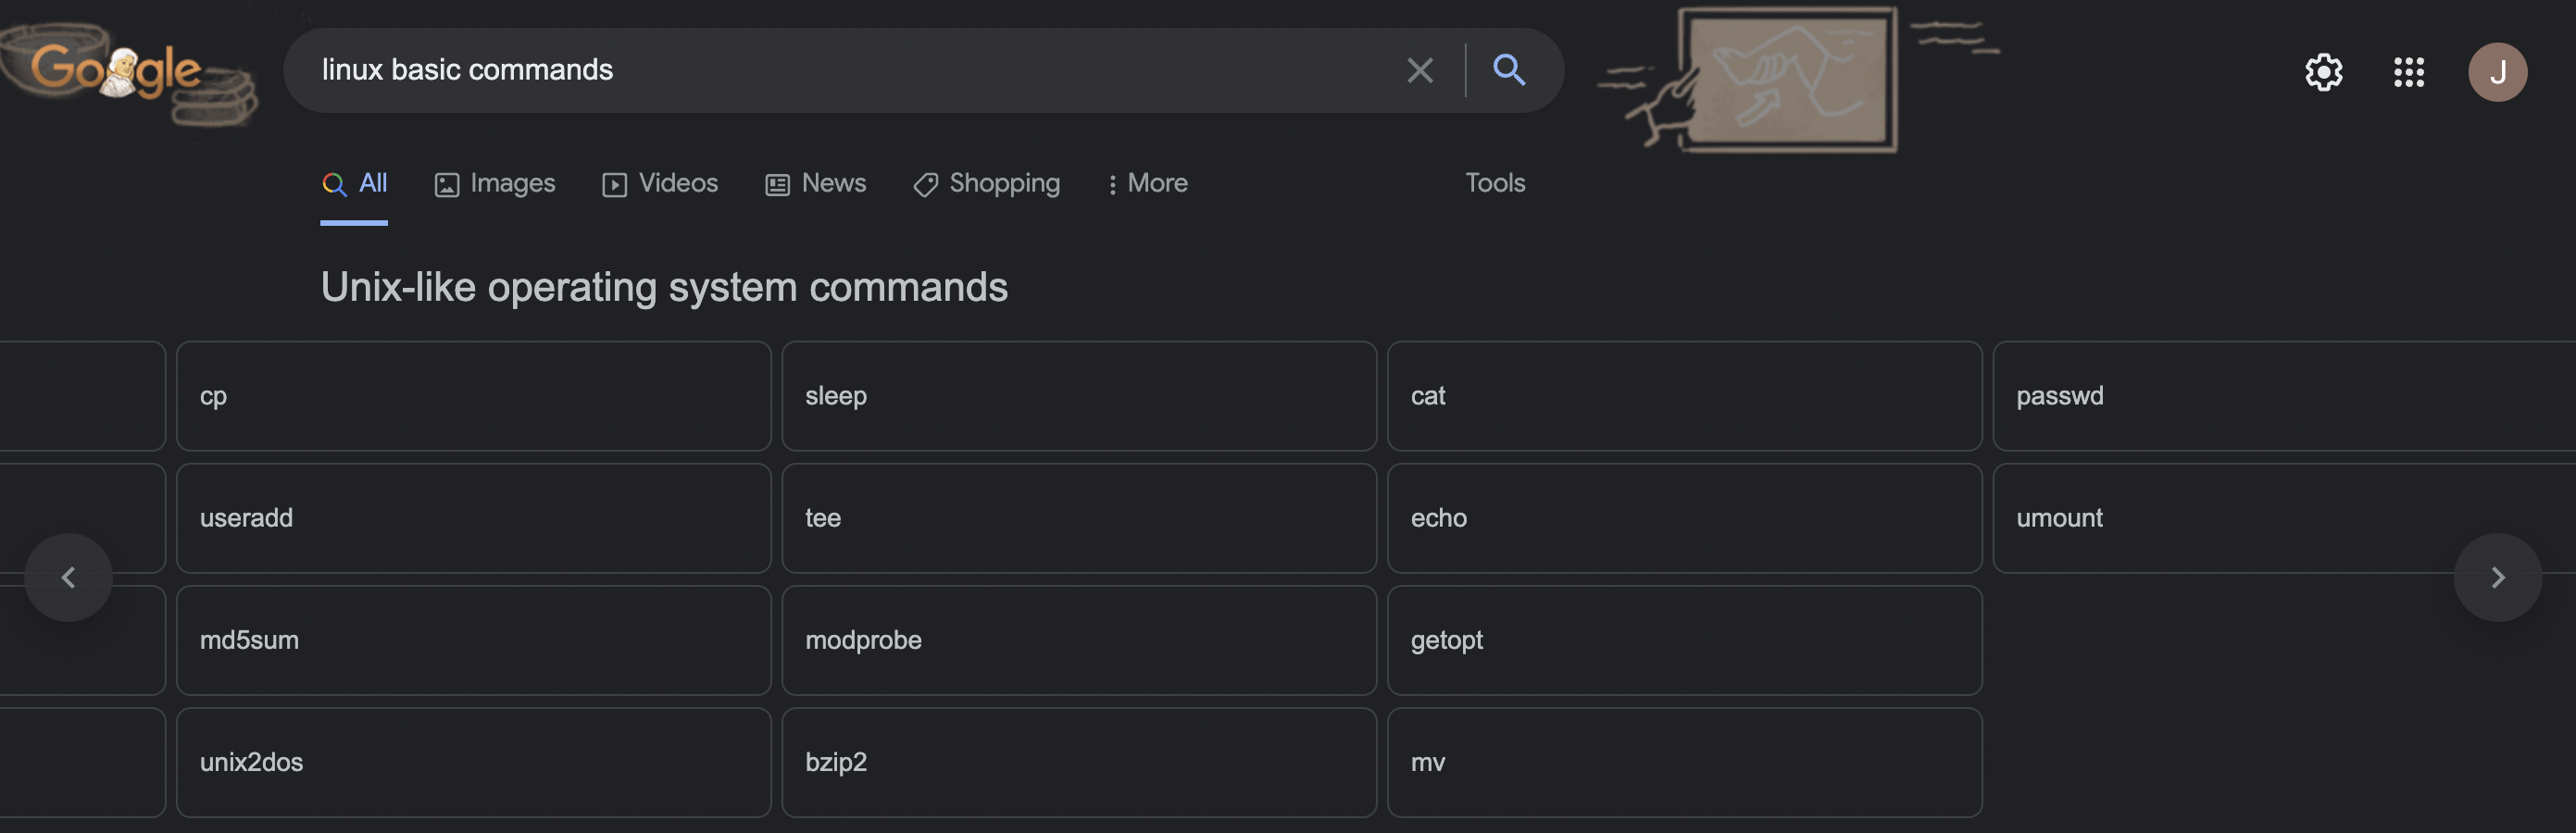 Google
linux basic commands
All Images Videos News Shopping More Tools
J
Unix-like operating system commands
cp sleep cat passwd
useradd tee echo umount
md5sum modprobe getopt
unix2dos bzip2 mv